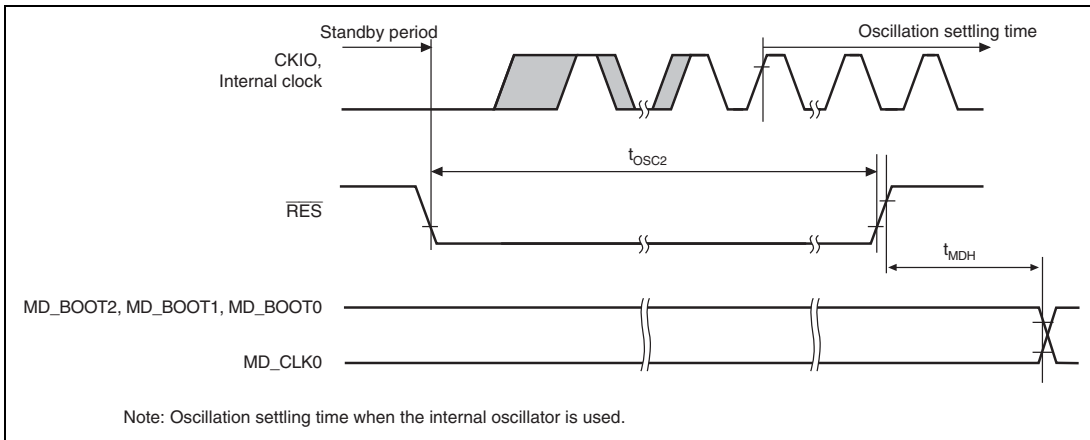 Standby period
Oscillation settling time
CKIO,
Internal clock
tOSC2
RES
tMDH
MD_BOOT2, MD_BOOT1, MD_BOOT0
MD_CLK0
Note: Oscillation settling time when the internal oscillator is used.